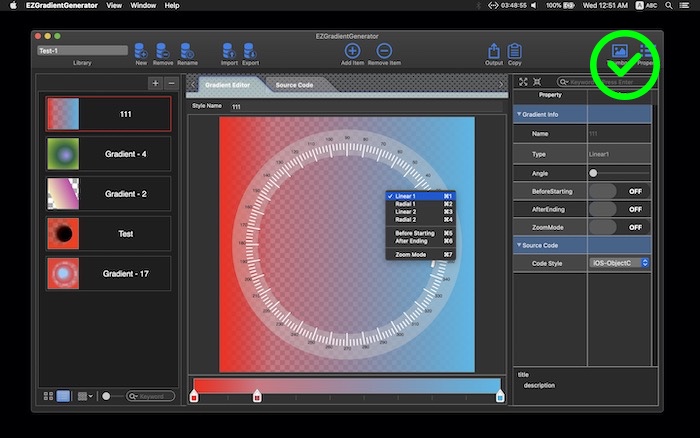 EZGradientGenerator Library Window Help
03:48:55 100% ABC Wed 12:51 AM
EZGradientGenerator
Test-1
Library
New Remove Rename Import Export Add Item Remove Item Output Copy
Gradient Editor
Source Code
Style Name 111
111
Gradient - 4
Gradient - 2
Test
Gradient - 17
Keyword
✓ Linear 1 ⌘1
Radial 1 ⌘2
Linear 2 ⌘3
Radial 2 ⌘4
Before Starting ⌘5
After Ending ⌘6
Zoom Mode ⌘7
Property
Gradient Info
Name 111
Type Linear1
Angle
BeforeStarting OFF
AfterEnding OFF
ZoomMode OFF
Source Code
Code Style iOS-ObjectC
title
description